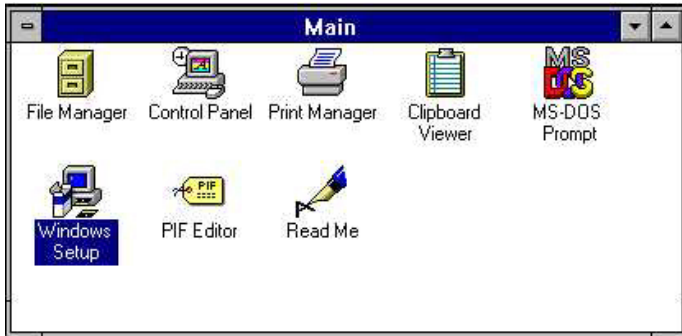 Main
File Manager
Control Panel
Print Manager
Clipboard
Viewer
MS
DOS
MS-DOS
Prompt
Windows
Setup
PIF
PIF Editor
Read Me